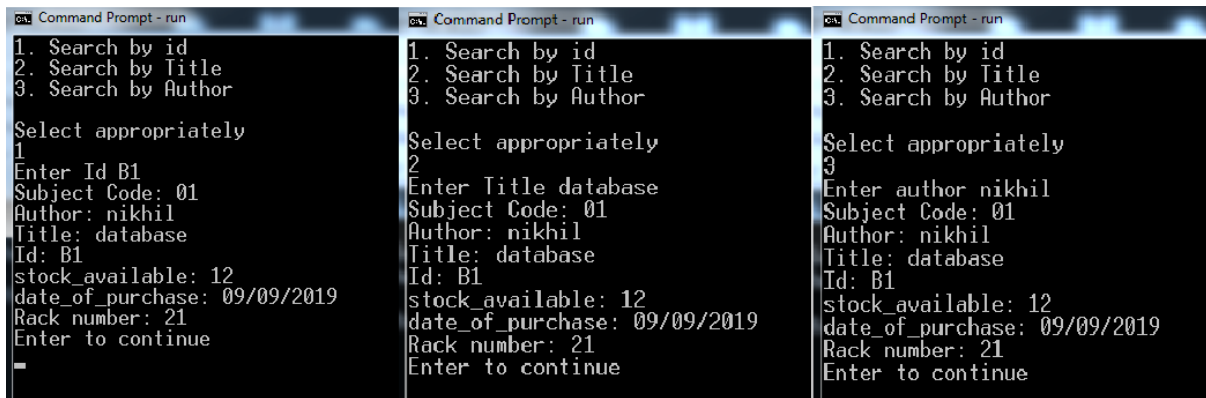 Command Prompt - run
1. Search by id
2. Search by Title
3. Search by Author
Select appropriately
1
Enter Id B1
Subject Code: 01
Author: nikhil
Title: database
Id: B1
stock_available: 12
date_of_purchase: 09/09/2019
Rack number: 21
Enter to continue
Command Prompt - run
1. Search by id
2. Search by Title
3. Search by Author
Select appropriately
2
Enter Title database
Subject Code: 01
Author: nikhil
Title: database
Id: B1
stock_available: 12
date_of_purchase: 09/09/2019
Rack number: 21
Enter to continue
Command Prompt - run
1. Search by id
2. Search by Title
3. Search by Author
Select appropriately
3
Enter author nikhil
Subject Code: 01
Author: nikhil
Title: database
Id: B1
stock_available: 12
date_of_purchase: 09/09/2019
Rack number: 21
Enter to continue